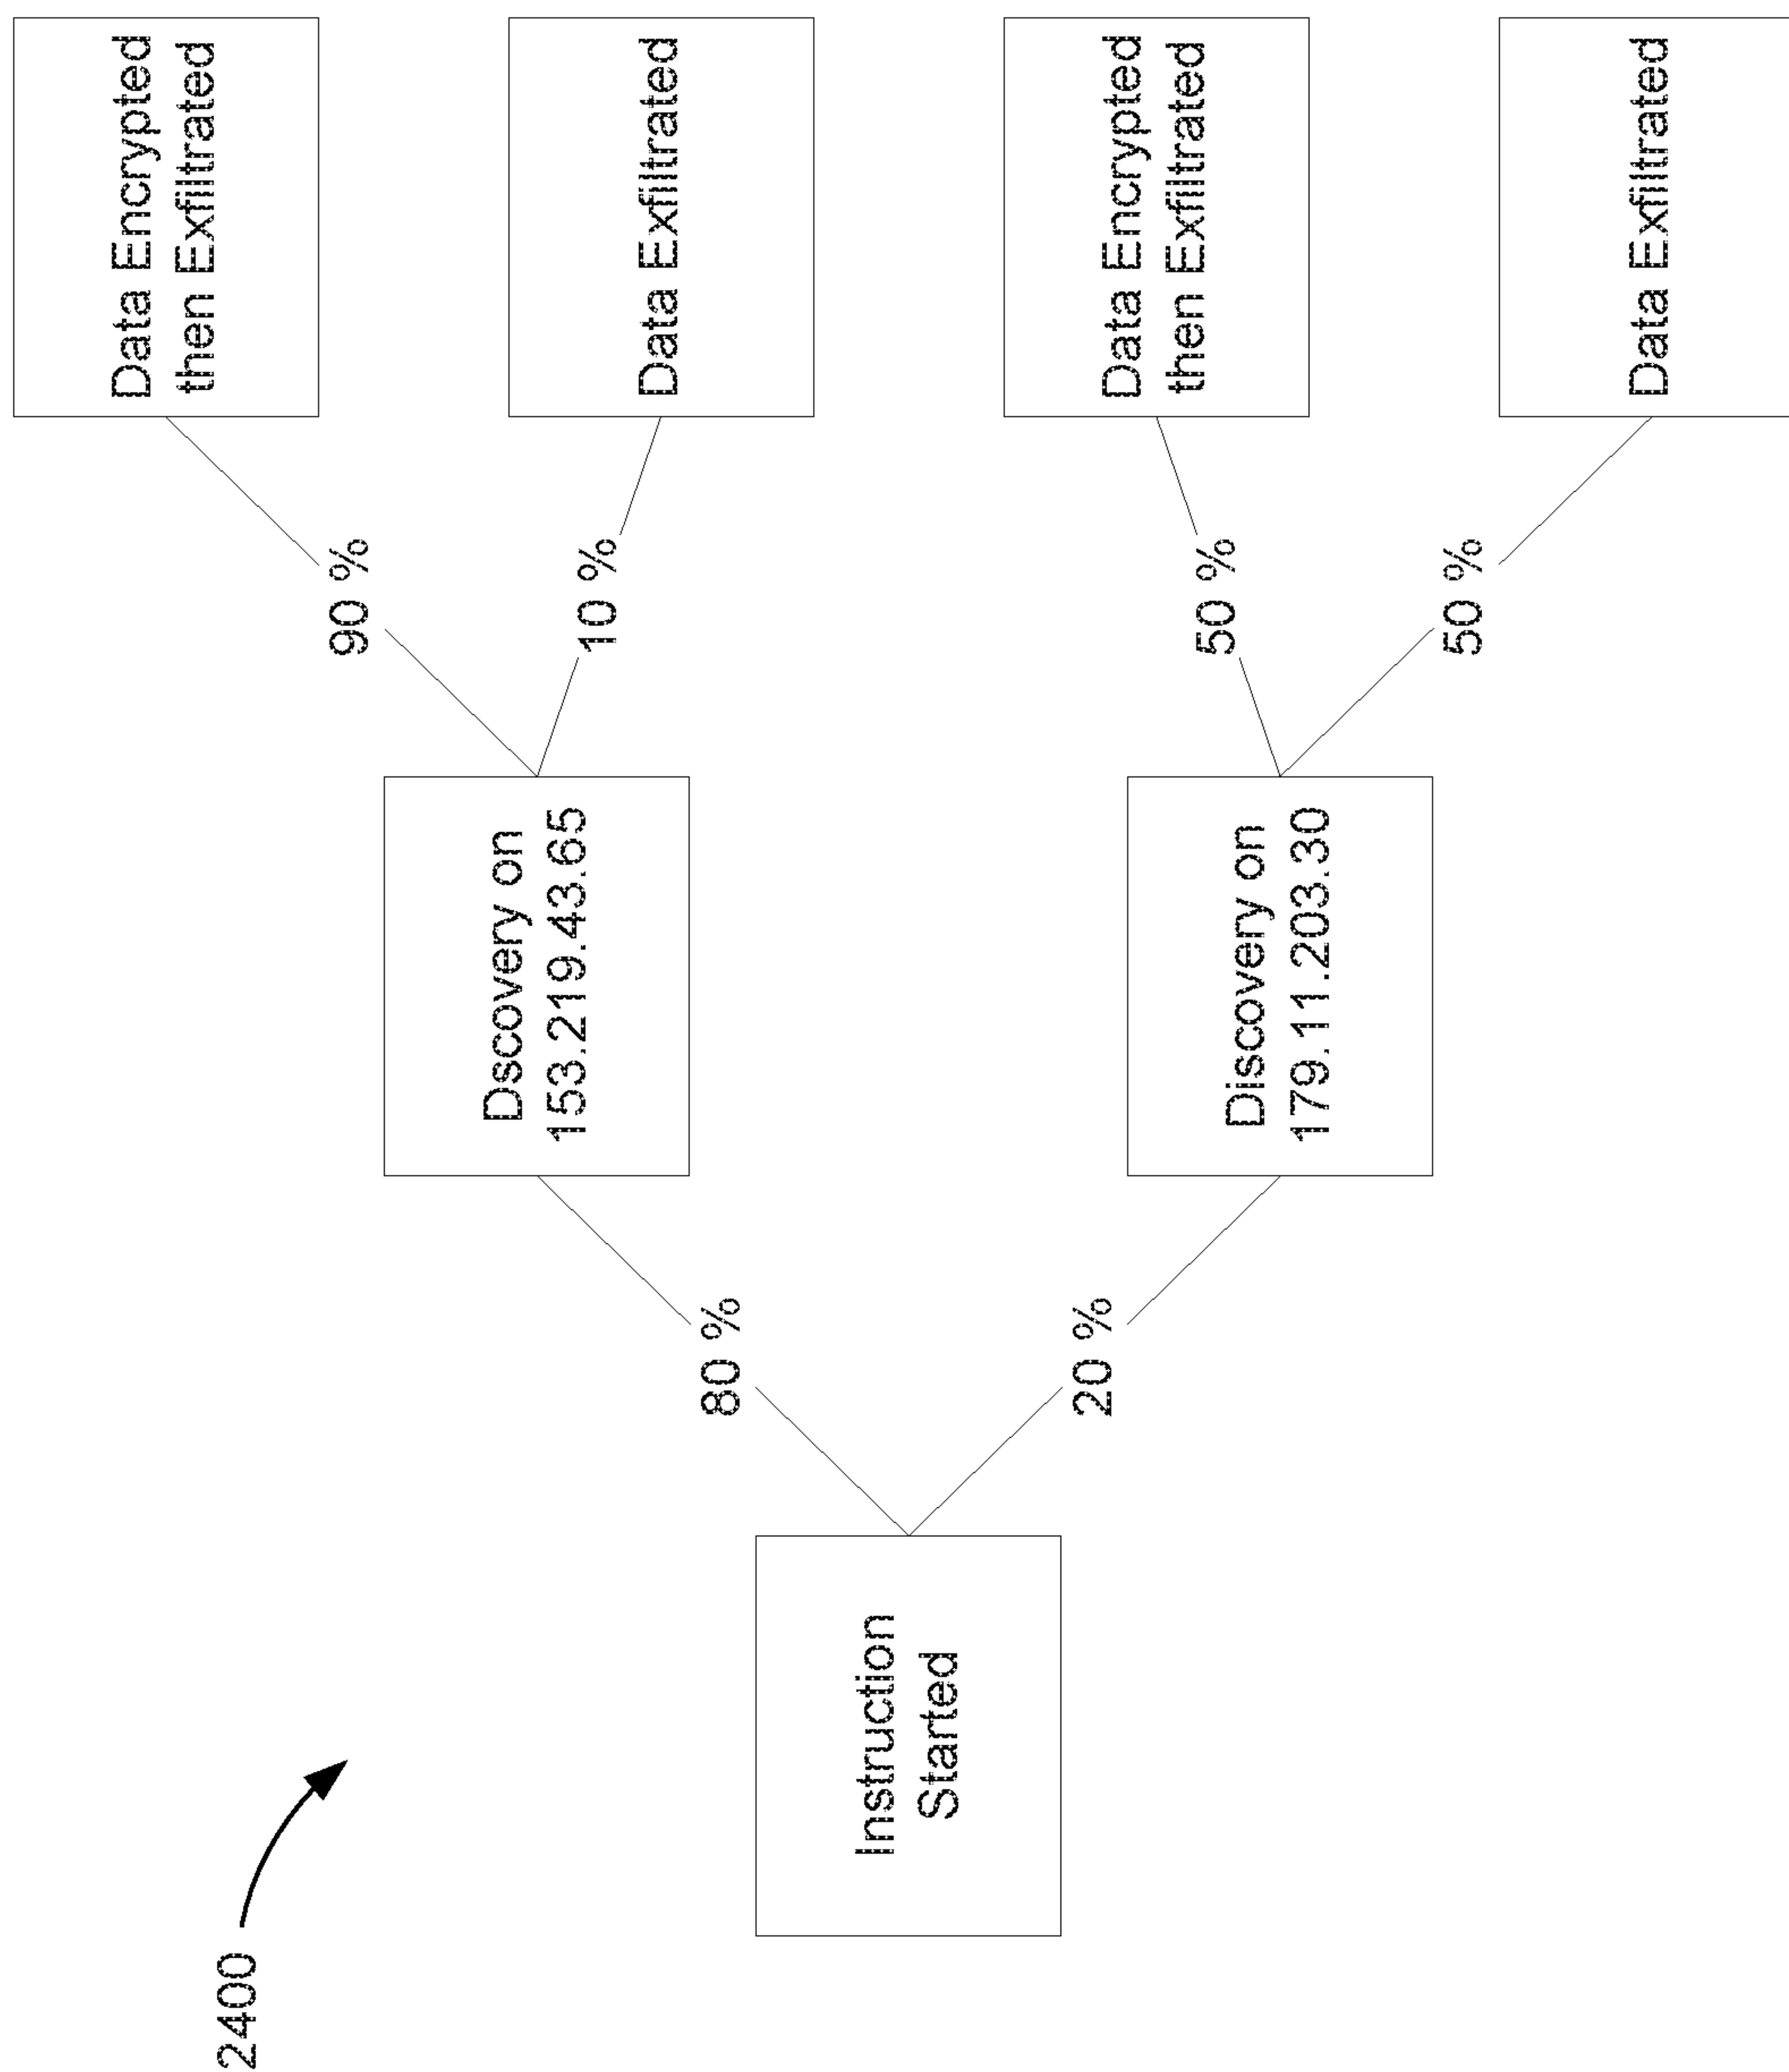 2400
Instruction
Started
80 %
20 %
Dscovery on
153.219.43.65
Discovery on
179.11.203.30
90 %
10 %
50 %
50 %
Data Encrypted
then Exfiltrated
Data Exfiltrated
Data Encrypted
then Exfiltrated
Data Exfiltrated